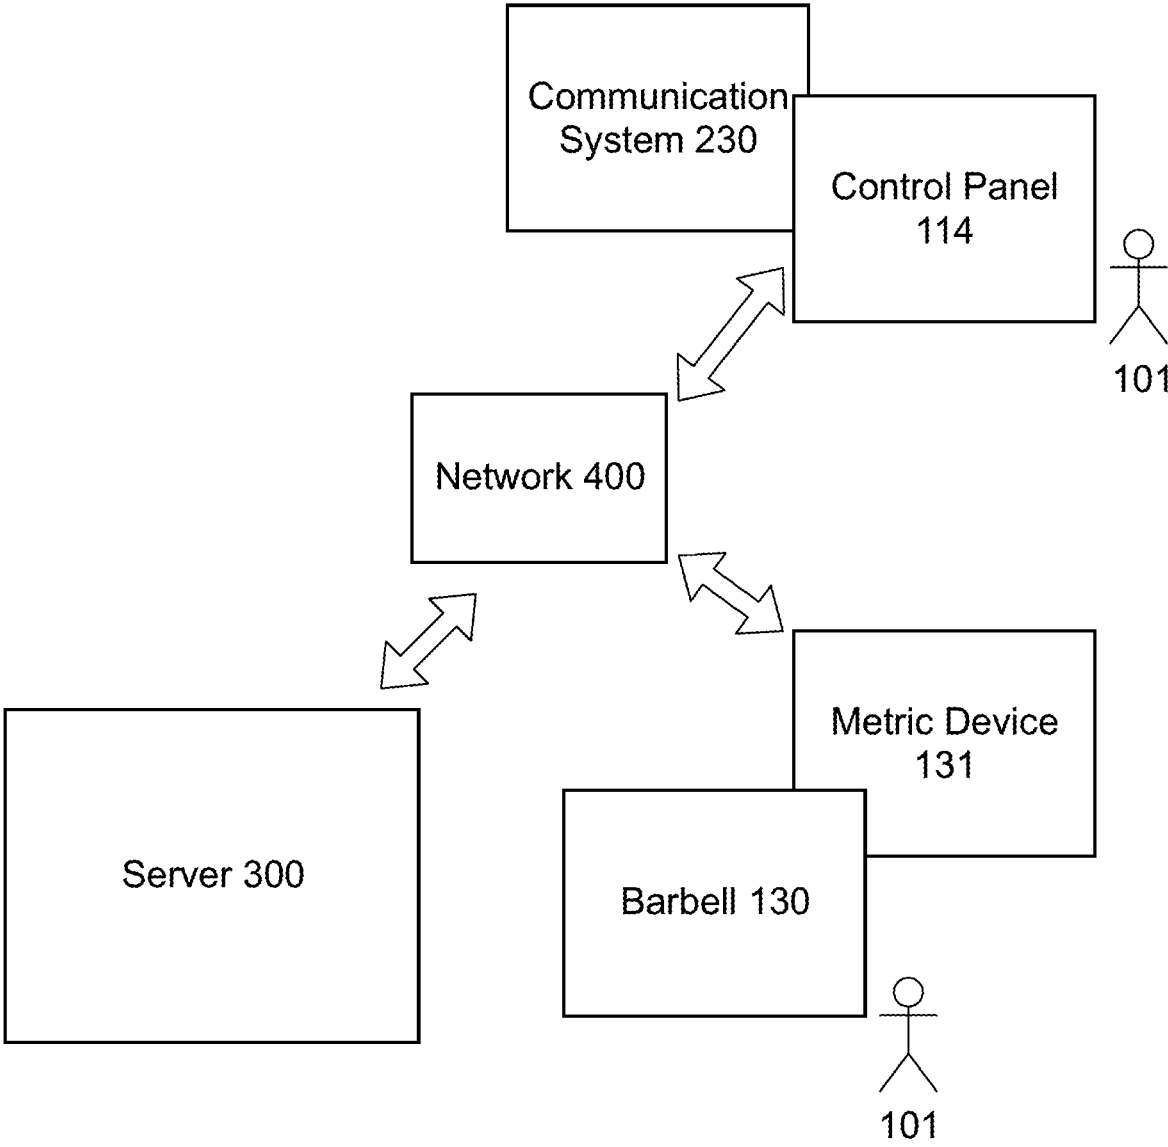 Communication
System 230
Control Panel
114
101
Network 400
Metric Device
131
Server 300
Barbell 130
101